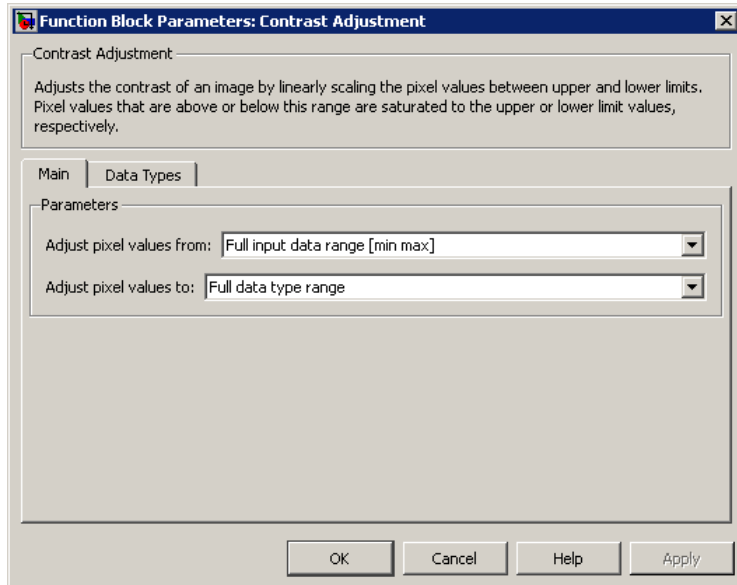 Function Block Parameters: Contrast Adjustment
Contrast Adjustment
Adjusts the contrast of an image by linearly scaling the pixel values between upper and lower limits.
Pixel values that are above or below this range are saturated to the upper or lower limit values,
respectively.
Main Data Types
Parameters
Adjust pixel values from: Full input data range [min max]
Adjust pixel values to: Full data type range
OK Cancel Help Apply